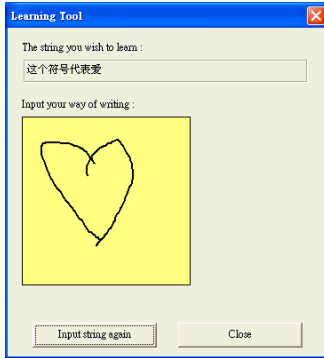 Learning Tool
The string you wish to learn :
这个符号代表愛
Input your way of writing :
Input string again
Close